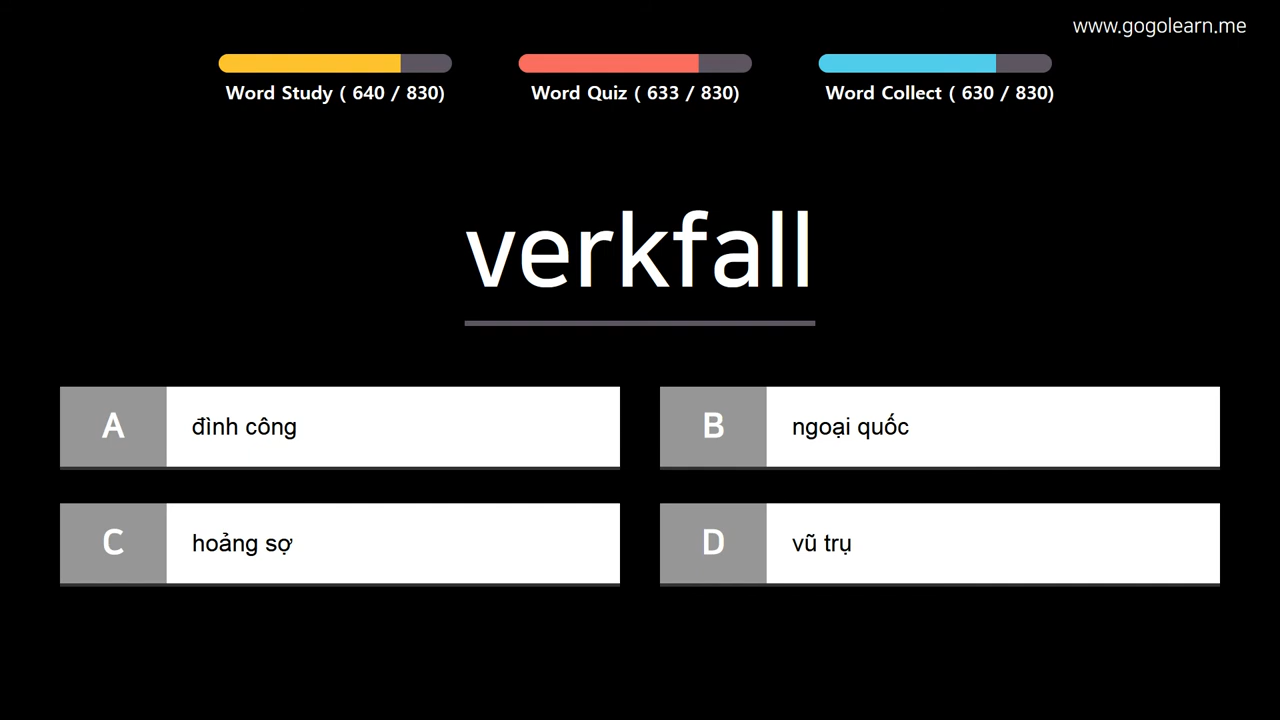 www.gogolearn.me
Word Study ( 640 / 830)
Word Quiz ( 633 / 830)
Word Collect ( 630 / 830)
verkfall
A đình công
B ngoại quốc
C hoảng sợ
D vũ trụ